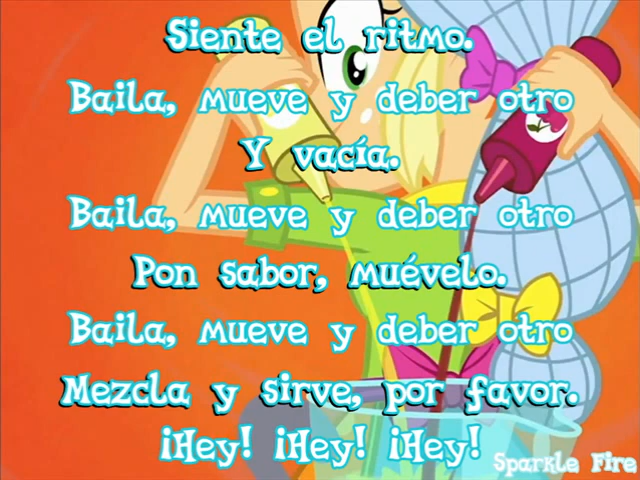 Siente el ritmo.
Baila, mueve y deber otro
Y vacía.
Baila, mueve y deber otro
Pon sabor, muévelo.
Baila, mueve y deber otro
Mezcla y sirve, por favor.
¡Hey! ¡Hey! ¡Hey!
Sparkle Fire